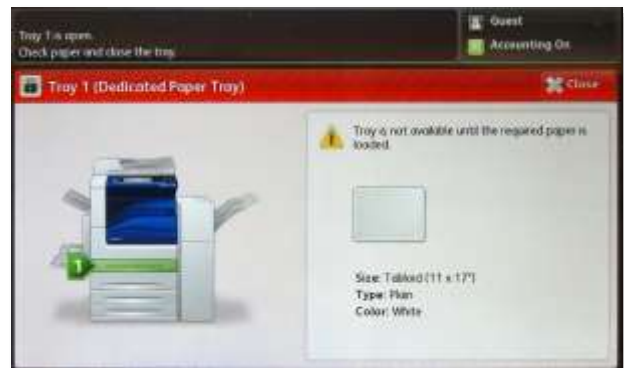 Tray 1 is open.
Check paper and close the tray.
Guest
Accounting On
Tray 1 (Dedicated Paper Tray)
Close
Tray is not available until the required paper is
loaded.
1
Size: Tabloid (11 x 17")
Type: Plain
Color: White